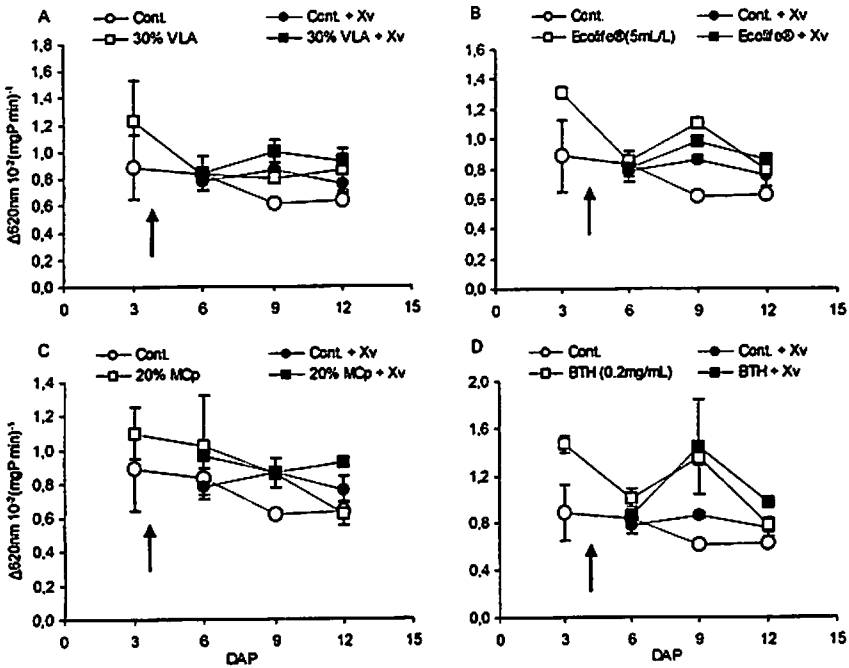 A
Cont.
Cont. + Xv
30% VLA
30% VLA + Xv
Δ620nm 10⁻²(mgP min)⁻¹
1,8
1,6
1,4
1,2
1,0
0,8
0,6
0,4
0,2
0,0
0 3 6 9 12 15
B
Cont.
Cont. + Xv
Ecolife®(5mL/L)
Ecolife® + Xv
1,6
1,4
1,2
1,0
0,8
0,6
0,4
0,2
0,0
0 3 6 9 12 15
C
Cont.
Cont. + Xv
20% MCp
20% MCp + Xv
Δ620nm 10⁻²(mgP min)⁻¹
1,4
1,2
1,0
0,8
0,6
0,4
0,2
0,0
0 3 6 9 12 15
DAP
D
Cont.
Cont. + Xv
BTH (0.2mg/mL)
BTH + Xv
2,0
1,6
1,2
0,8
0,4
0,0
0 3 6 9 12 15
DAP